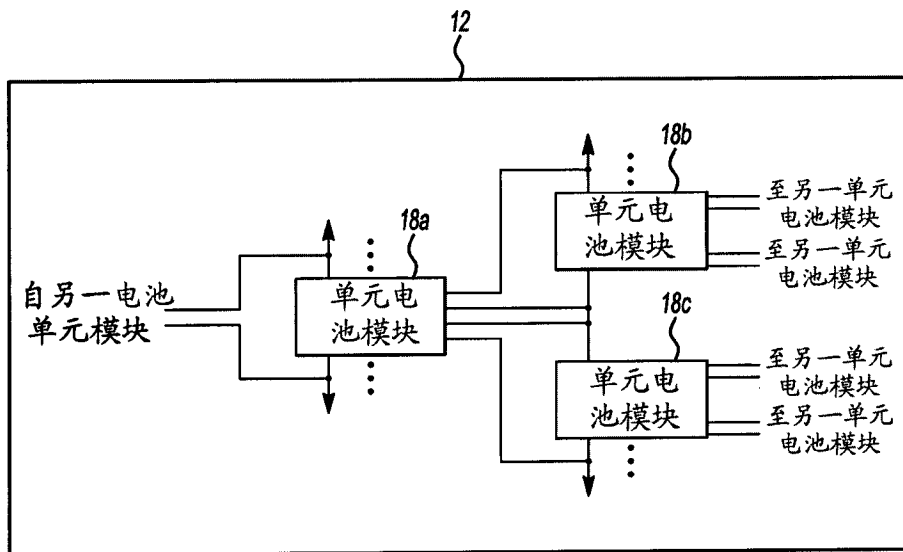 12
18b
单元电
池模块
至另一单元
电池模块
至另一单元
电池模块
18a
单元电
池模块
自另一电池
单元模块
18c
单元电
池模块
至另一单元
电池模块
至另一单元
电池模块